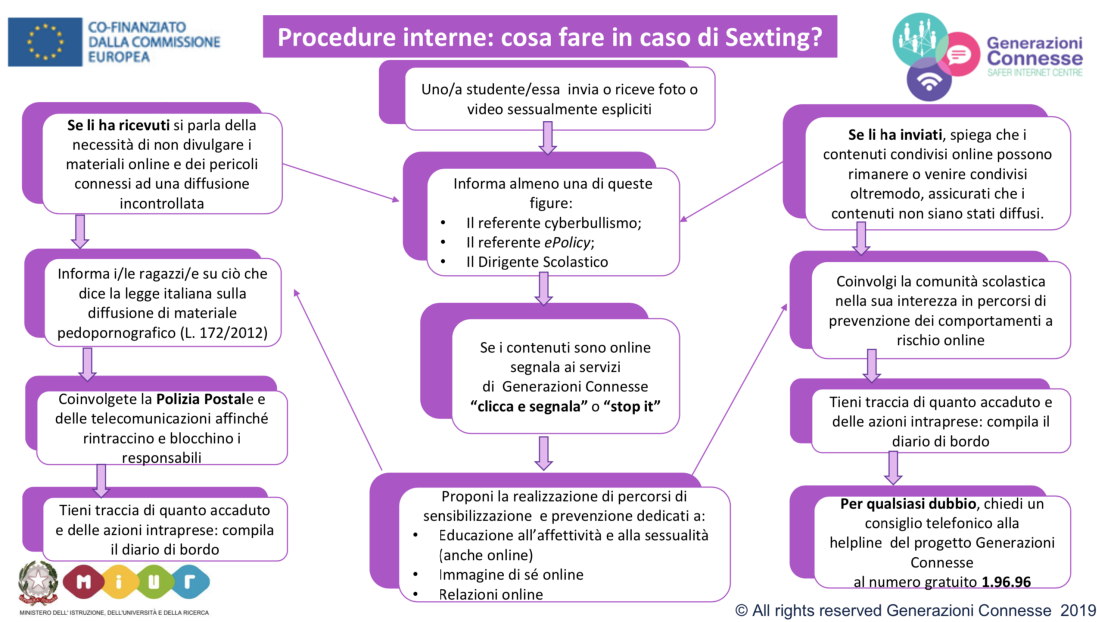 CO-FINANZIATO
DALLA COMMISSIONE
EUROPEA
Procedure interne: cosa fare in caso di Sexting?
Generazioni
Connesse
SAFER INTERNET CENTRE
Uno/a studente/essa invia o riceve foto o
video sessualmente espliciti
Se li ha ricevuti si parla della
necessità di non divulgare i
materiali online e dei pericoli
connessi ad una diffusione
incontrollata
Informa i/le ragazzi/e su ciò che
dice la legge italiana sulla
diffusione di materiale
pedopornografico (L. 172/2012)
Coinvolgete la Polizia Postale e
delle telecomunicazioni affinché
rintraccino e blocchino i
responsabili
Tieni traccia di quanto accaduto
e delle azioni intraprese: compila
il diario di bordo
Informa almeno una di queste
figure:
• Il referente cyberbullismo;
• Il referente ePolicy;
• Il Dirigente Scolastico
Se i contenuti sono online
segnala ai servizi
di Generazioni Connesse
“clicca e segnala” o “stop it”
Proponi la realizzazione di percorsi di
sensibilizzazione e prevenzione dedicati a:
• Educazione all’affettività e alla sessualità
(anche online)
• Immagine di sé online
• Relazioni online
Se li ha inviati, spiega che i
contenuti condivisi online possono
rimanere o venire condivisi
oltremodo, assicurati che i
contenuti non siano stati diffusi.
Coinvolgi la comunità scolastica
nella sua interezza in percorsi di
prevenzione dei comportamenti a
rischio online
Tieni traccia di quanto accaduto e
delle azioni intraprese: compila il
diario di bordo
Per qualsiasi dubbio, chiedi un
consiglio telefonico alla
helpline del progetto Generazioni
Connesse
al numero gratuito 1.96.96
miur
MINISTERO DELL' ISTRUZIONE, DELL'UNIVERSITÀ E DELLA RICERCA
© All rights reserved Generazioni Connesse 2019